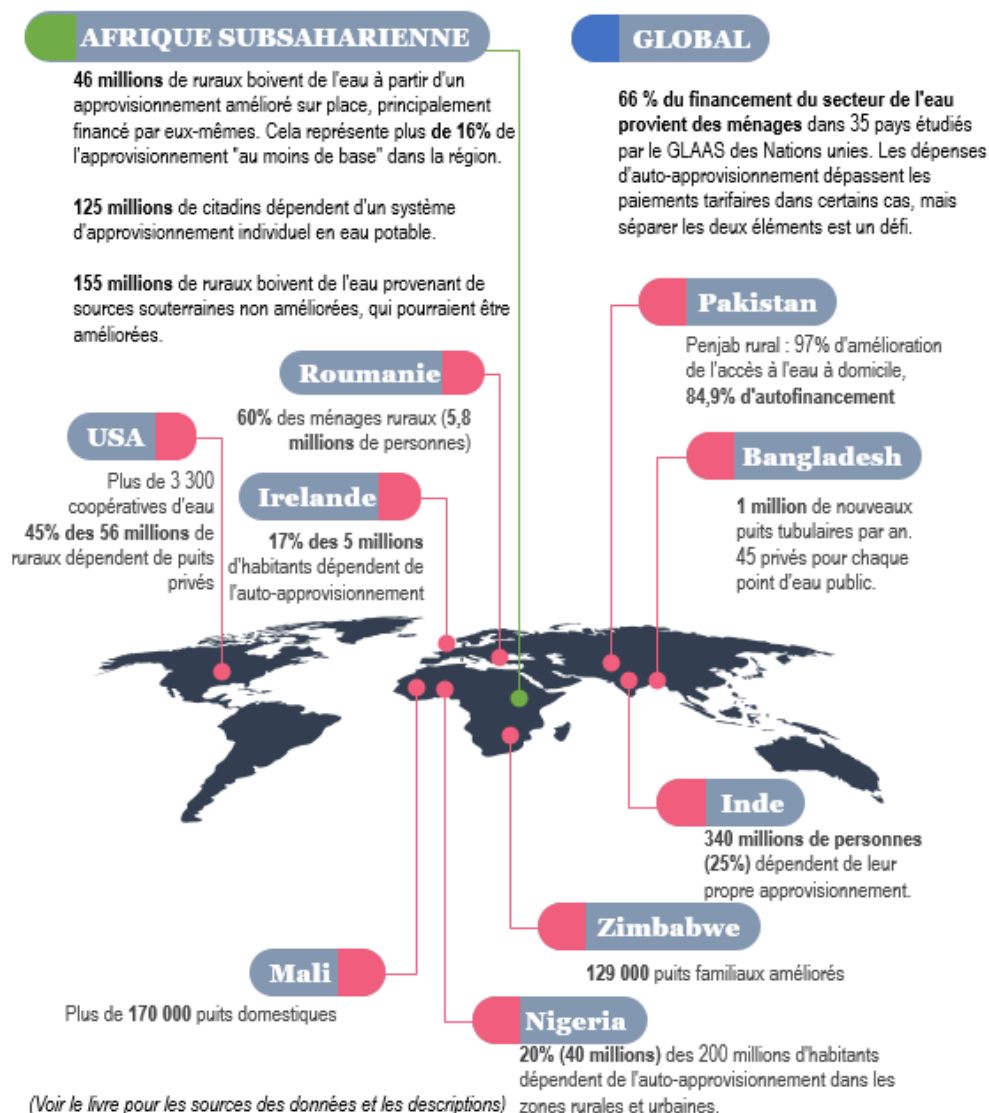 AFRIQUE SUBSAHARIENNE
46 millions de ruraux boivent de l'eau à partir d'un
approvisionnement amélioré sur place, principalement
financé par eux-mêmes. Cela représente plus de 16% de
l'approvisionnement "au moins de base" dans la région.
125 millions de citadins dépendent d'un système
d'approvisionnement individuel en eau potable.
155 millions de ruraux boivent de l'eau provenant de
sources souterraines non améliorées, qui pourraient être
améliorées.
GLOBAL
66 % du financement du secteur de l'eau
provient des ménages dans 35 pays étudiés
par le GLAAS des Nations unies. Les dépenses
d'auto-approvisionnement dépassent les
paiements tarifaires dans certains cas, mais
séparer les deux éléments est un défi.
Pakistan
Penjab rural : 97% d'amélioration
de l'accès à l'eau à domicile,
84,9% d'autofinancement
Roumanie
60% des ménages ruraux (5,8
millions de personnes)
USA
Plus de 3 300
coopératives d'eau
45% des 56 millions de
ruraux dépendent de puits
privés
Irelande
17% des 5 millions
d'habitants dépendent de
l'auto-approvisionnement
Bangladesh
1 million de nouveaux
puits tubulaires par an.
45 privés pour chaque
point d'eau public.
Inde
340 millions de personnes
(25%) dépendent de leur
propre approvisionnement.
Zimbabwe
129 000 puits familiaux améliorés
Mali
Plus de 170 000 puits domestiques
Nigeria
20% (40 millions) des 200 millions d'habitants
dépendent de l'auto-approvisionnement dans les
zones rurales et urbaines.
(Voir le livre pour les sources des données et les descriptions)